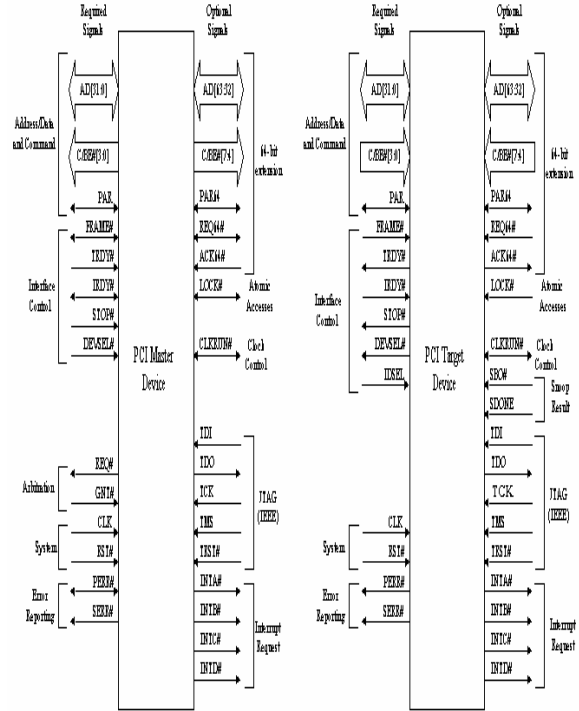 Required
Signals
Optional
Signals
AD[31:0]
AD[63:32]
Address/Data
and Command
C/BE#[3:0]
C/BE#[7:4]
64-bit
extension
PAR
PAR64
FRAME#
REQ64#
TRDY#
ACK64#
Interface
Control
IRDY#
LOCK#
Atomic
Accesses
STOP#
DEVSEL#
PCI Master
Device
CLKRUN#
Clock
Control
TDI
REQ#
TDO
Arbitration
GNT#
TCK
JTAG
(IEEE)
CLK
TMS
System
RST#
TRST#
PERR#
INTA#
Error
Reporting
SERR#
INTB#
INTC#
Interrupt
Request
INTD#
Required
Signals
Optional
Signals
AD[31:0]
AD[63:32]
Address/Data
and Command
C/BE#[3:0]
C/BE#[7:4]
64-bit
extension
PAR
PAR64
FRAME#
REQ64#
TRDY#
ACK64#
Interface
Control
IRDY#
LOCK#
Atomic
Accesses
STOP#
DEVSEL#
PCI Target
Device
CLKRUN#
Clock
Control
IDSEL
SBO#
Snoop
Result
SDONE
TDI
TDO
TCK
JTAG
(IEEE)
CLK
TMS
System
RST#
TRST#
PERR#
INTA#
Error
Reporting
SERR#
INTB#
INTC#
Interrupt
Request
INTD#